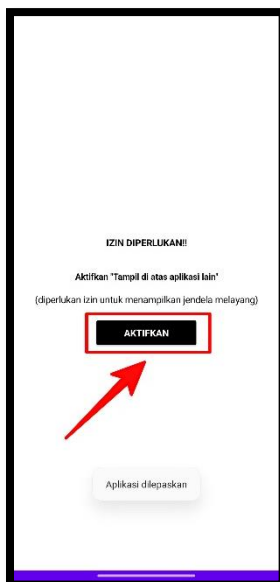 IZIN DIPERLUKAN!!
Aktifkan "Tampil di atas aplikasi lain"
(diperlukan izin untuk menampilkan jendela melayang)
AKTIFKAN
Aplikasi dilepaskan